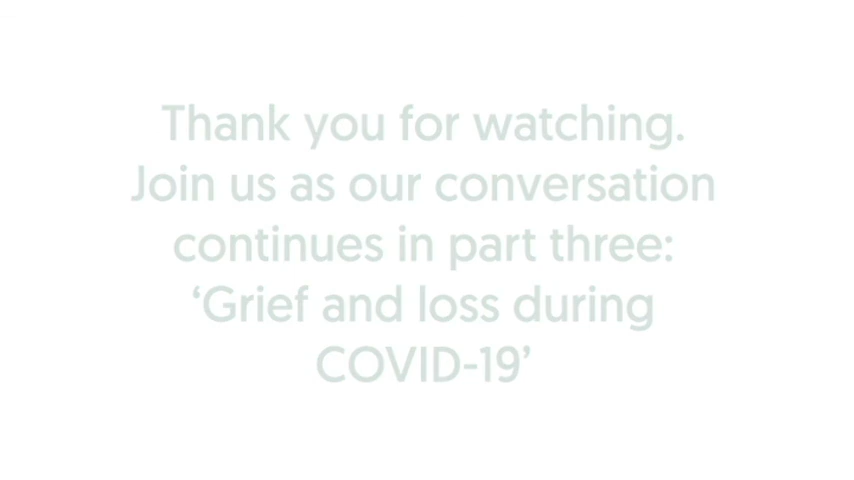 Thank you for watching.
Join us as our conversation
continues in part three:
‘Grief and loss during
COVID-19’